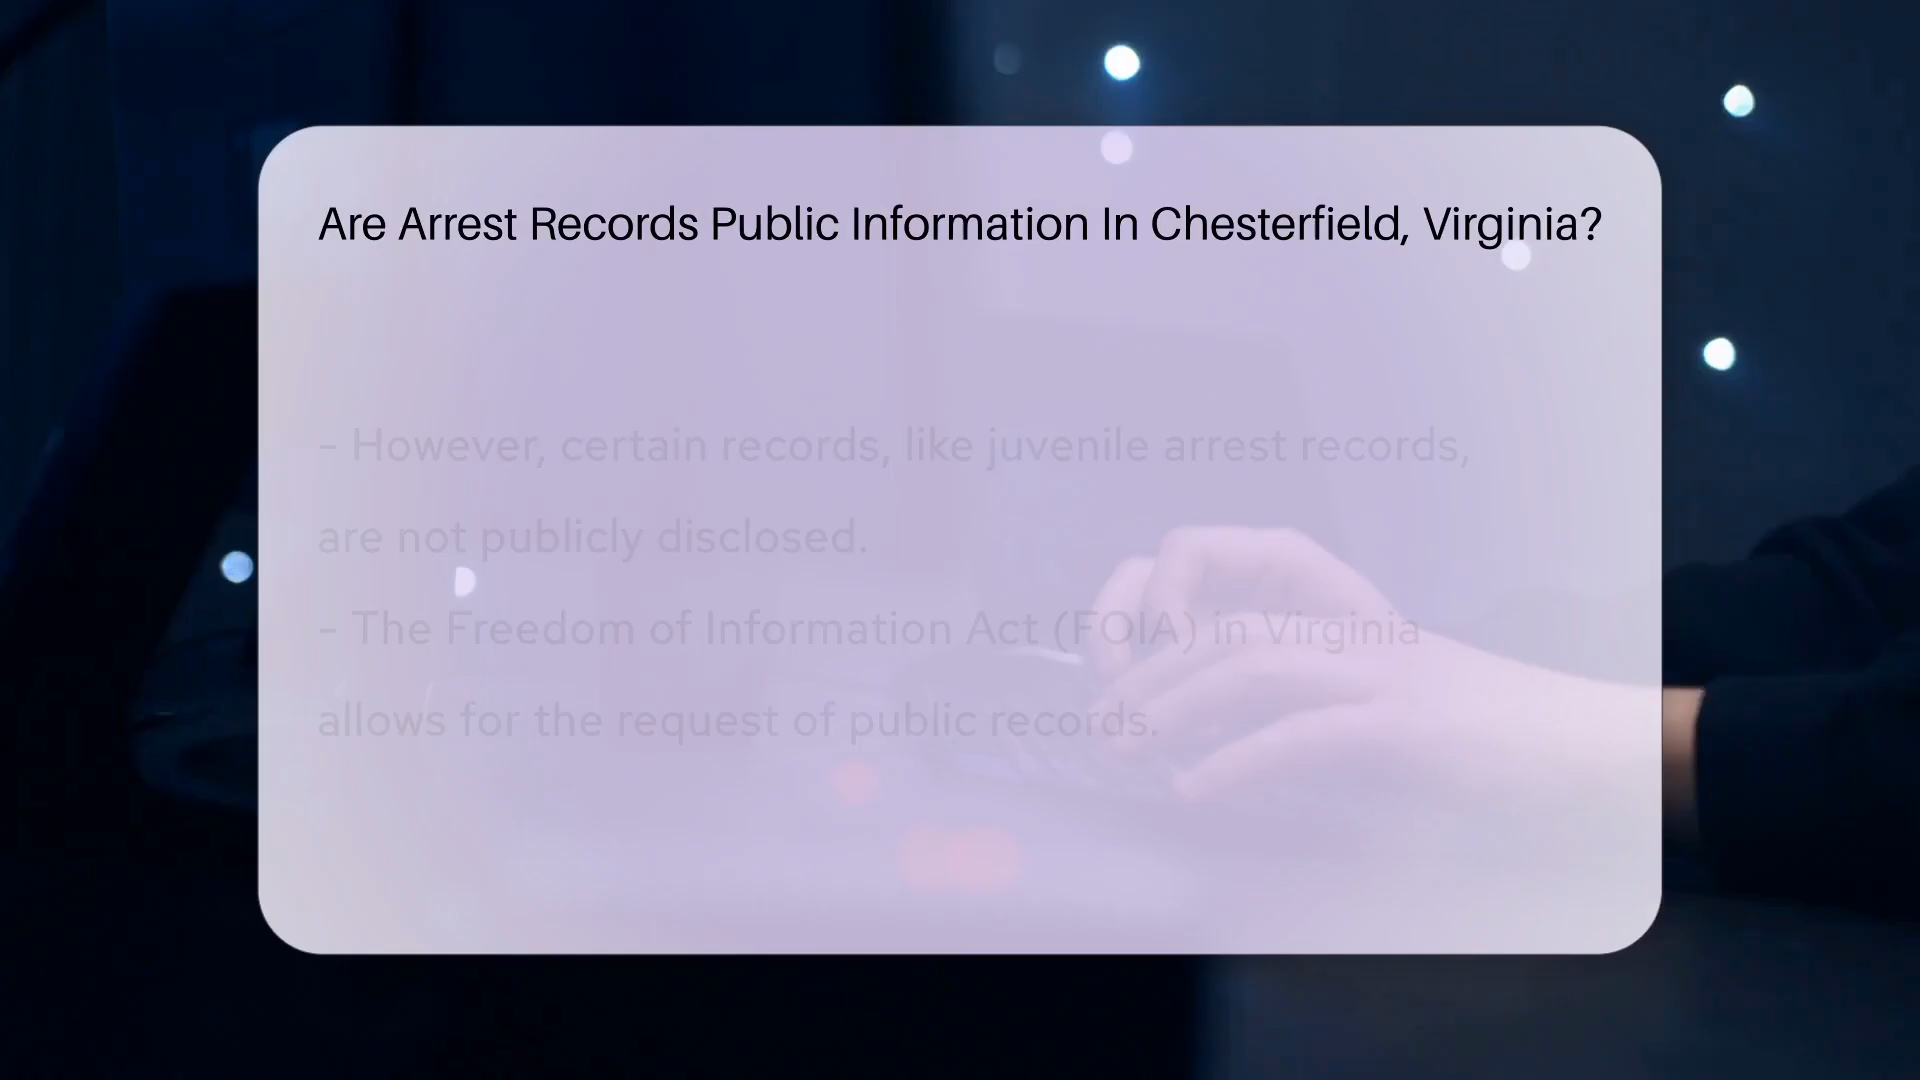 Are Arrest Records Public Information In Chesterfield, Virginia?
- However, certain records, like juvenile arrest records,
are not publicly disclosed.
- The Freedom of Information Act (FOIA) in Virginia
allows for the request of public records.